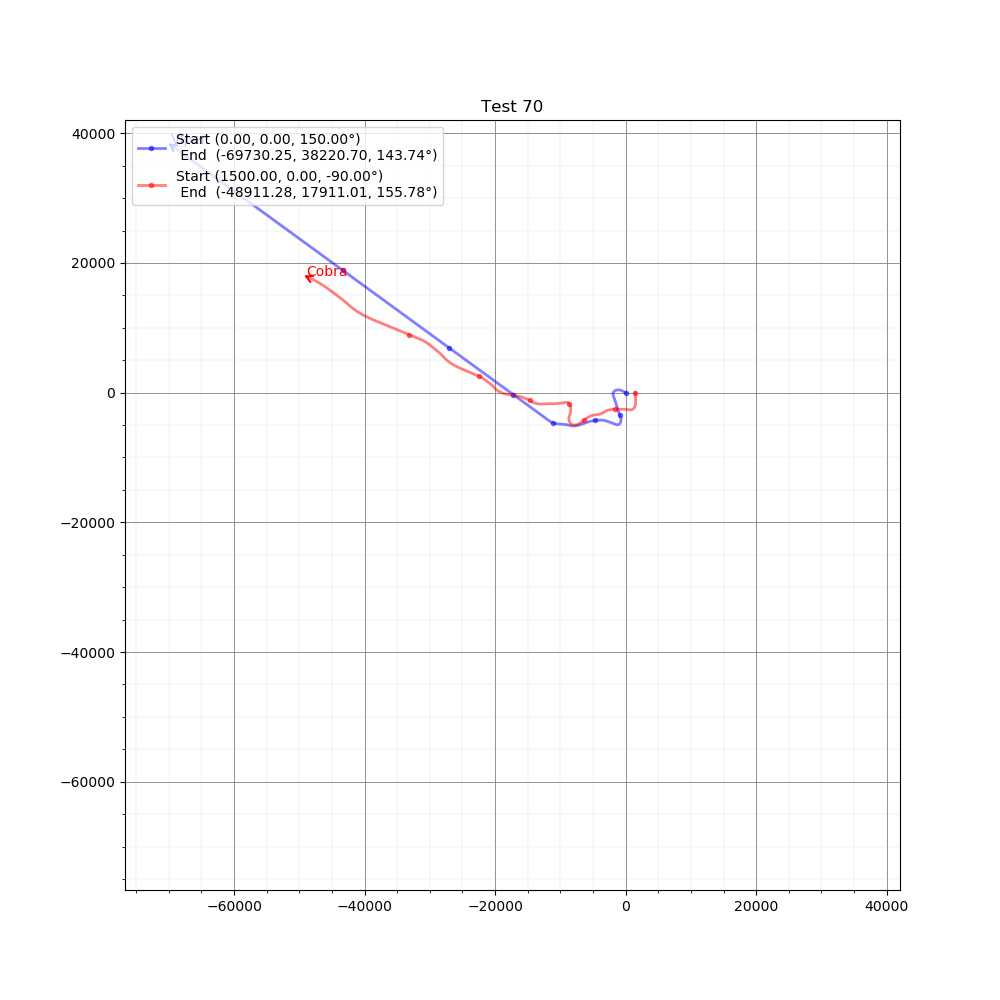 Test 70
40000
20000
0
−20000
−40000
−60000
Start (0.00, 0.00, 150.00°)
End (-69730.25, 38220.70, 143.74°)
Start (1500.00, 0.00, -90.00°)
End (-48911.28, 17911.01, 155.78°)
Cobra
−60000
−40000
−20000
0
20000
40000